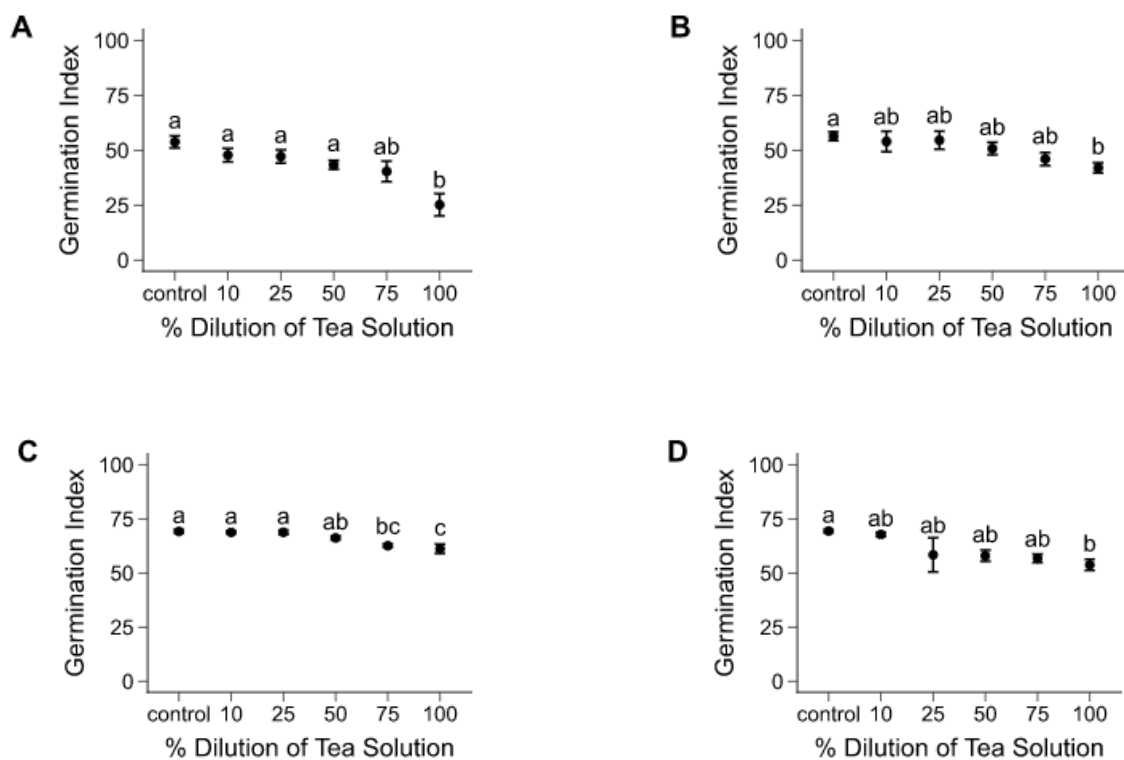 A
Germination Index
100
75
50
25
0
a a a a ab b
control 10 25 50 75 100
% Dilution of Tea Solution
B
Germination Index
100
75
50
25
0
a ab ab ab ab b
control 10 25 50 75 100
% Dilution of Tea Solution
C
Germination Index
100
75
50
25
0
a a a ab bc c
control 10 25 50 75 100
% Dilution of Tea Solution
D
Germination Index
100
75
50
25
0
a ab ab ab ab b
control 10 25 50 75 100
% Dilution of Tea Solution